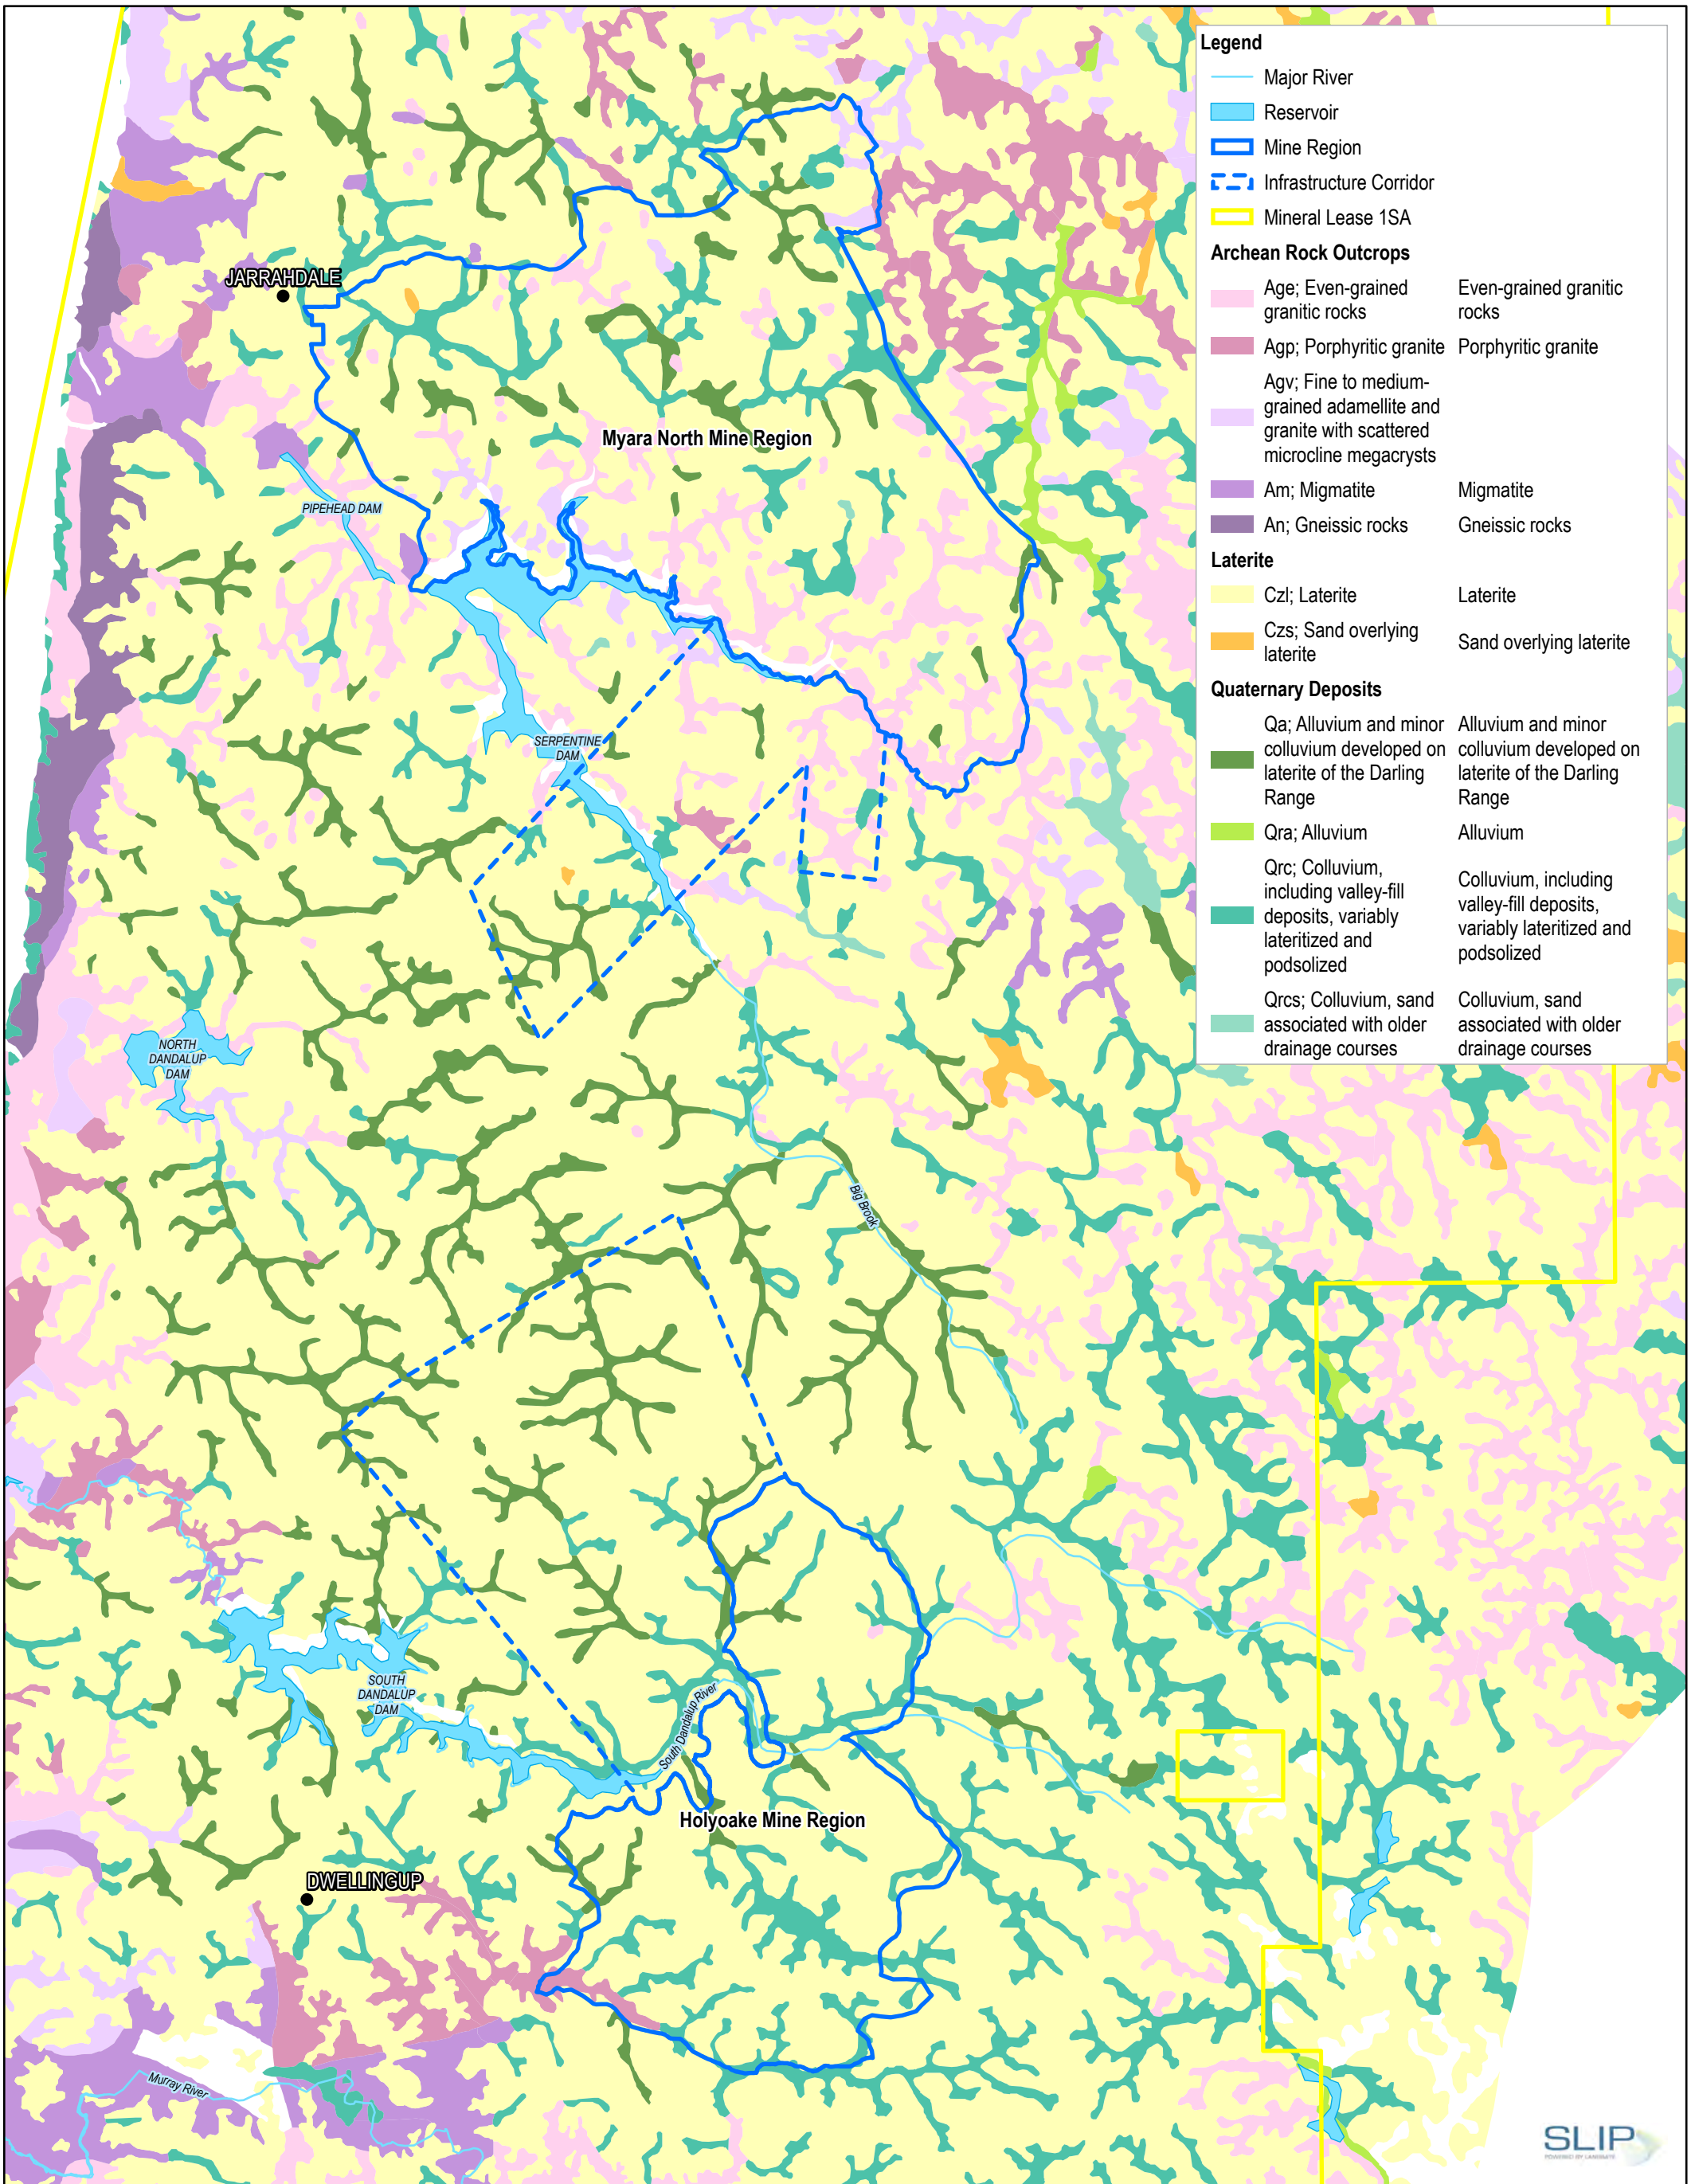 Legend
Major River
Reservoir
Mine Region
Infrastructure Corridor
Mineral Lease 1SA
Archean Rock Outcrops
Age; Even-grained
granitic rocks
Even-grained granitic
rocks
Agp; Porphyritic granite
Porphyritic granite
Agv; Fine to medium-
grained adamellite and
granite with scattered
microcline megacrysts
Am; Migmatite
Migmatite
An; Gneissic rocks
Gneissic rocks
Laterite
Czl; Laterite
Laterite
Czs; Sand overlying
laterite
Sand overlying laterite
Quaternary Deposits
Qa; Alluvium and minor
colluvium developed on
laterite of the Darling
Range
Alluvium and minor
colluvium developed on
laterite of the Darling
Range
Qra; Alluvium
Alluvium
Qrc; Colluvium,
including valley-fill
deposits, variably
lateritized and
podsolized
Colluvium, including
valley-fill deposits,
variably lateritized and
podsolized
Qrcs; Colluvium, sand
associated with older
drainage courses
Colluvium, sand
associated with older
drainage courses
JARRAHDALE
Myara North Mine Region
PIPEHEAD DAM
SERPENTINE
DAM
NORTH
DANDALUP
DAM
Big Brook
SOUTH
DANDALUP
DAM
South Dandalup River
Holyoake Mine Region
DWELLINGUP
Murray River
SLIP
POWERED BY LANDGATE